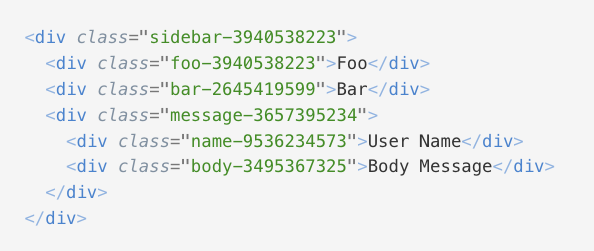 <div class="sidebar-3940538223">
  <div class="foo-3940538223">Foo</div>
  <div class="bar-2645419599">Bar</div>
  <div class="message-3657395234">
    <div class="name-9536234573">User Name</div>
    <div class="body-3495367325">Body Message</div>
  </div>
</div>